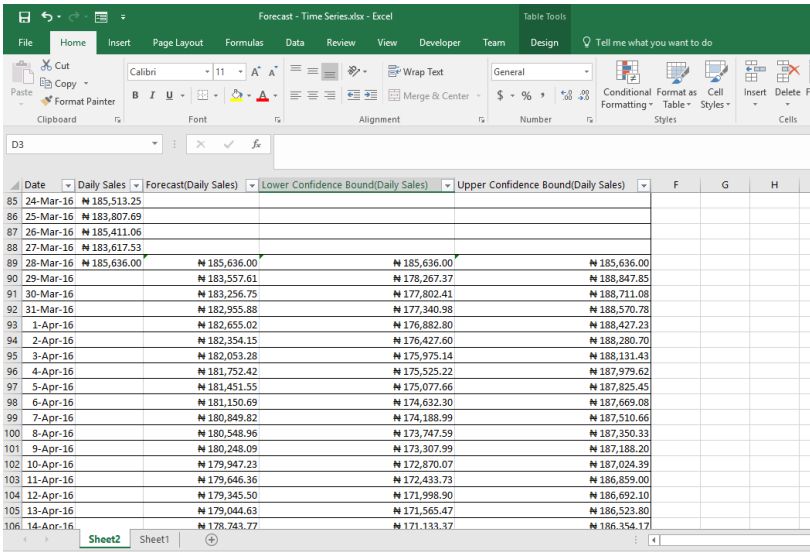 Forecast - Time Series.xlsx - Excel
Table Tools
File Home Insert Page Layout Formulas Data Review View Developer Team Design Tell me what you want to do
Paste
Cut
Copy
Format Painter
Clipboard
Calibri 11
B I U
Font
Wrap Text
Merge & Center
Alignment
General
$ % ,
Number
Conditional Formatting
Format as Table
Cell Styles
Styles
Insert Delete F
Cells
D3 fx
Date Daily Sales Forecast(Daily Sales) Lower Confidence Bound(Daily Sales) Upper Confidence Bound(Daily Sales) F G H
85 24-Mar-16 ₦ 185,513.25
86 25-Mar-16 ₦ 183,807.69
87 26-Mar-16 ₦ 185,411.06
88 27-Mar-16 ₦ 183,617.53
89 28-Mar-16 ₦ 185,636.00 ₦ 185,636.00 ₦ 185,636.00 ₦ 185,636.00
90 29-Mar-16 ₦ 183,557.61 ₦ 178,267.37 ₦ 188,847.85
91 30-Mar-16 ₦ 183,256.75 ₦ 177,802.41 ₦ 188,711.08
92 31-Mar-16 ₦ 182,955.88 ₦ 177,340.98 ₦ 188,570.78
93 1-Apr-16 ₦ 182,655.02 ₦ 176,882.80 ₦ 188,427.23
94 2-Apr-16 ₦ 182,354.15 ₦ 176,427.60 ₦ 188,280.70
95 3-Apr-16 ₦ 182,053.28 ₦ 175,975.14 ₦ 188,131.43
96 4-Apr-16 ₦ 181,752.42 ₦ 175,525.22 ₦ 187,979.62
97 5-Apr-16 ₦ 181,451.55 ₦ 175,077.66 ₦ 187,825.45
98 6-Apr-16 ₦ 181,150.69 ₦ 174,632.30 ₦ 187,669.08
99 7-Apr-16 ₦ 180,849.82 ₦ 174,188.99 ₦ 187,510.66
100 8-Apr-16 ₦ 180,548.96 ₦ 173,747.59 ₦ 187,350.33
101 9-Apr-16 ₦ 180,248.09 ₦ 173,307.99 ₦ 187,188.20
102 10-Apr-16 ₦ 179,947.23 ₦ 172,870.07 ₦ 187,024.39
103 11-Apr-16 ₦ 179,646.36 ₦ 172,433.73 ₦ 186,859.00
104 12-Apr-16 ₦ 179,345.50 ₦ 171,998.90 ₦ 186,692.10
105 13-Apr-16 ₦ 179,044.63 ₦ 171,565.47 ₦ 186,523.80
106 14-Apr-16 ₦ 178,743.77 ₦ 171,133.37 ₦ 186,354.17
Sheet2 Sheet1